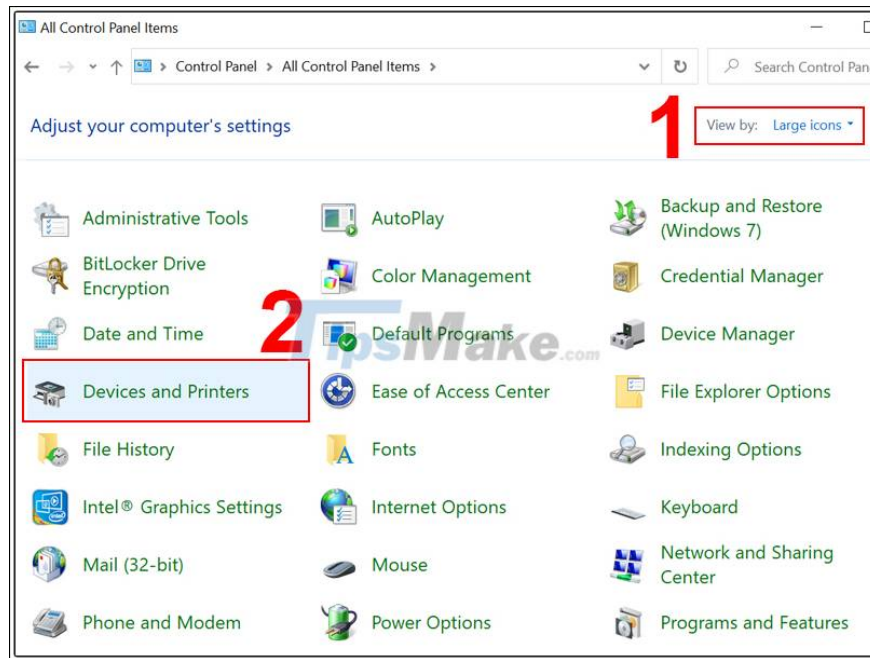 All Control Panel Items
Control Panel > All Control Panel Items >
Search Control Pan
Adjust your computer's settings
1
View by: Large icons
Administrative Tools
AutoPlay
Backup and Restore
(Windows 7)
BitLocker Drive
Encryption
Color Management
Credential Manager
Date and Time
2
Default Programs
Device Manager
TipsMake.com
Devices and Printers
Ease of Access Center
File Explorer Options
File History
Fonts
Indexing Options
Intel® Graphics Settings
Internet Options
Keyboard
Mail (32-bit)
Mouse
Network and Sharing
Center
Phone and Modem
Power Options
Programs and Features